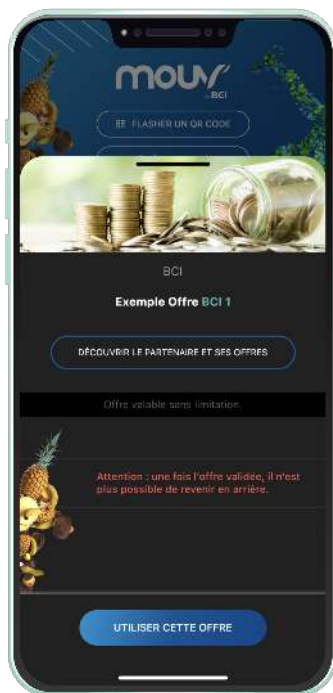 mouv'
BCI
FLASHER UN QR CODE
BCI
Exemple Offre BCI 1
DÉCOUVRIR LE PARTENAIRE ET SES OFFRES
Offre valable sans limitation.
Attention : une fois l'offre validée, il n'est
plus possible de revenir en arrière.
UTILISER CETTE OFFRE